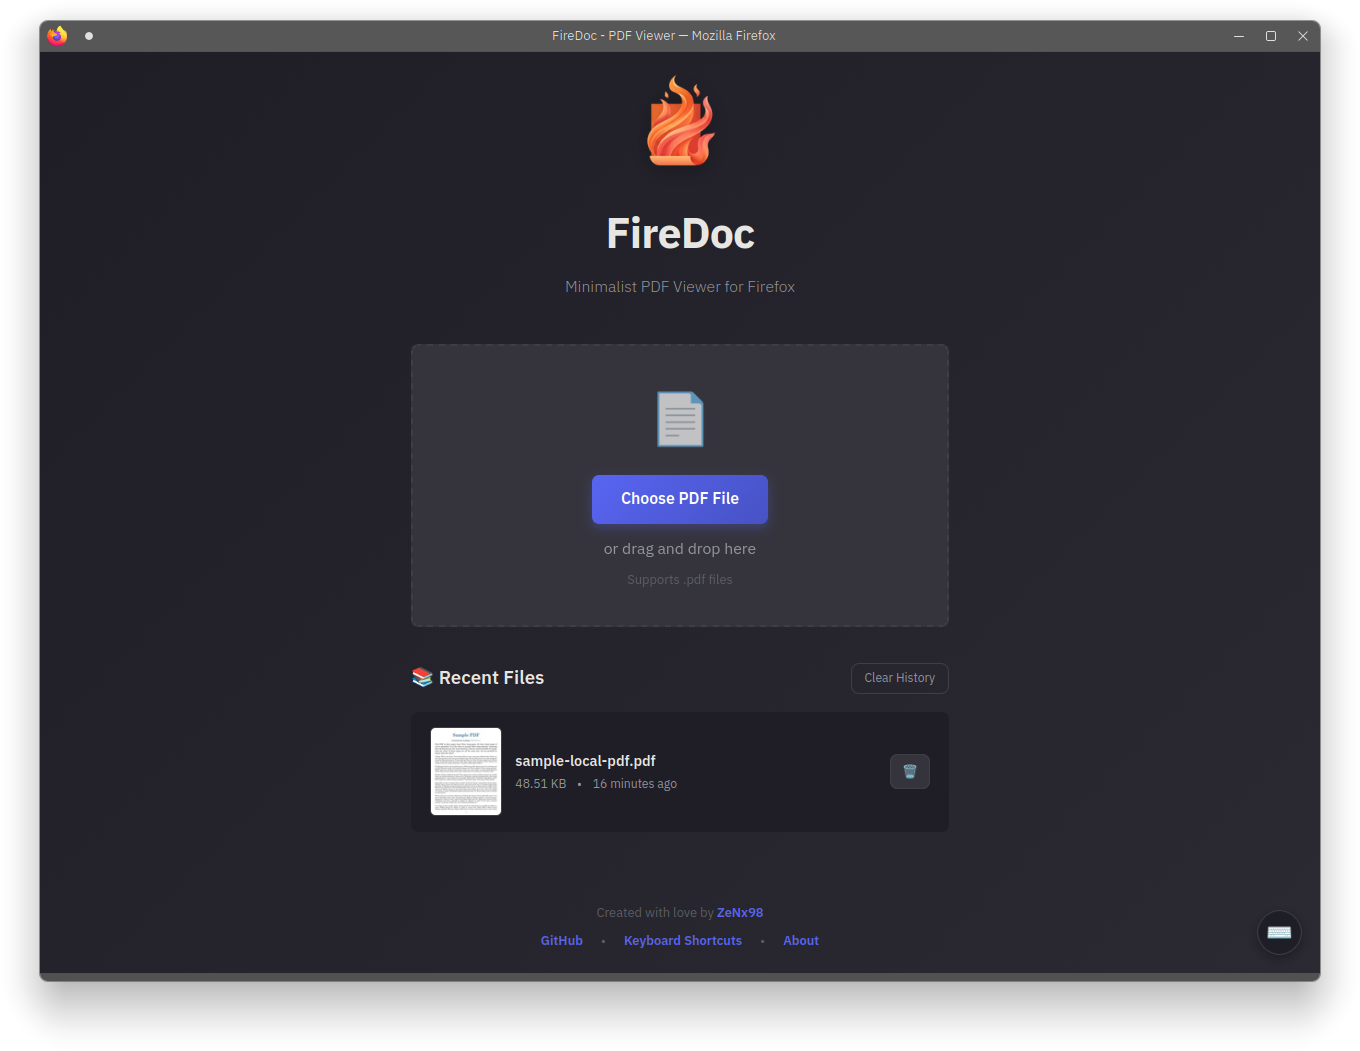 FireDoc - PDF Viewer — Mozilla Firefox
FireDoc
Minimalist PDF Viewer for Firefox
Choose PDF File
or drag and drop here
Supports .pdf files
📚 Recent Files
Clear History
Sample PDF
sample-local-pdf.pdf
48.51 KB • 16 minutes ago
Created with love by ZeNx98
GitHub • Keyboard Shortcuts • About